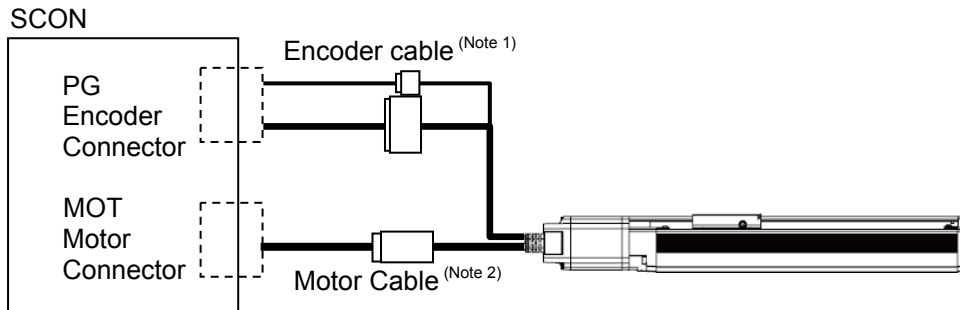 SCON
Encoder cable (Note 1)
PG
Encoder
Connector
MOT
Motor
Connector
Motor Cable (Note 2)